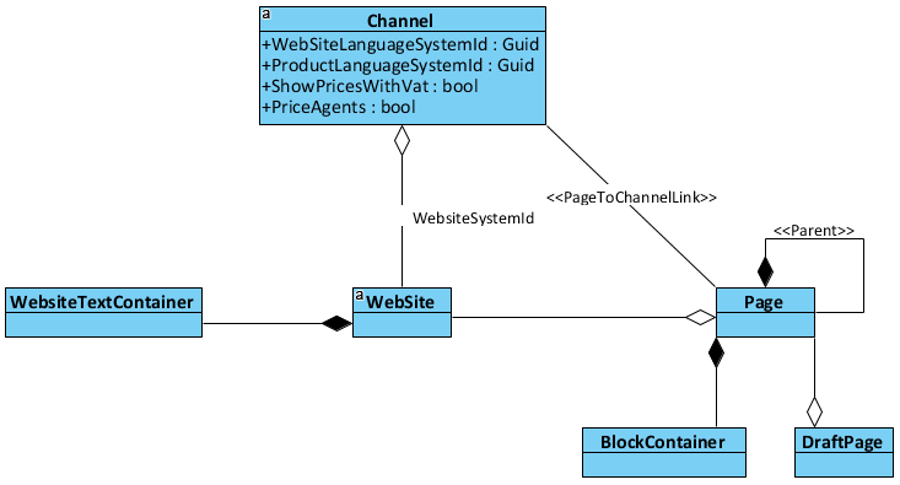 a
Channel
+WebSiteLanguageSystemId : Guid
+ProductLanguageSystemId : Guid
+ShowPricesWithVat : bool
+PriceAgents : bool
<<PageToChannelLink>>
WebsiteSystemId
<<Parent>>
WebsiteTextContainer
a
WebSite
Page
BlockContainer
DraftPage